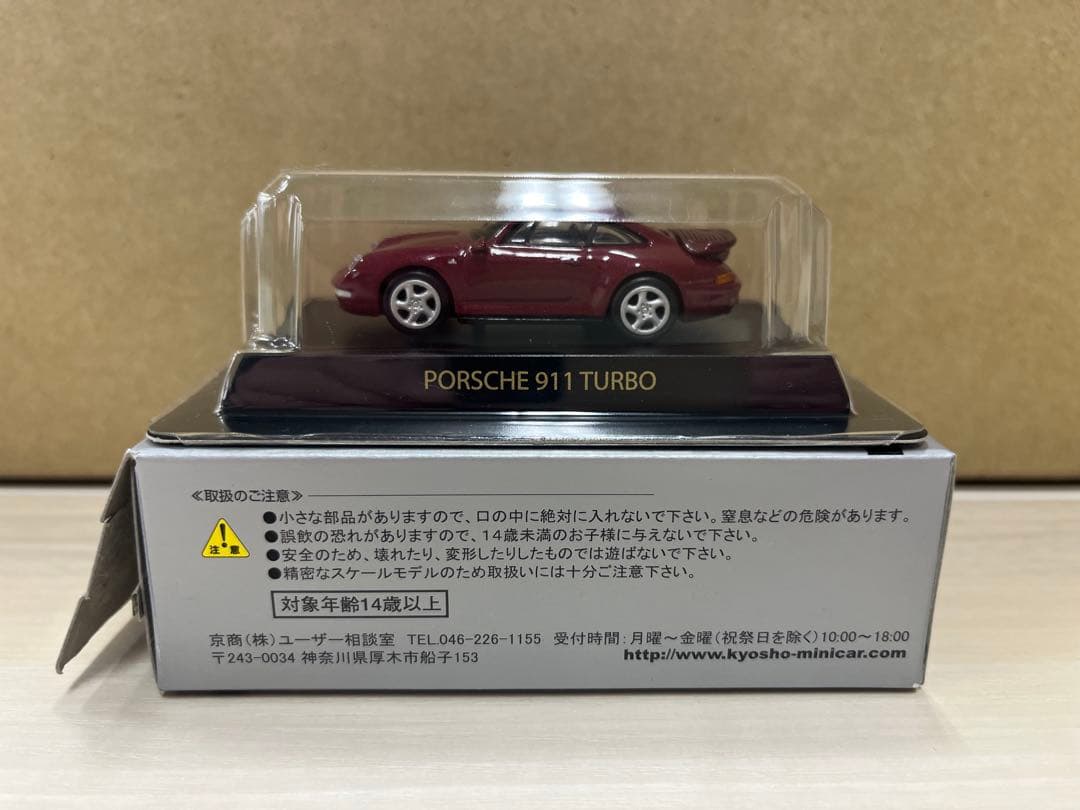 PORSCHE 911 TURBO
≪取扱のご注意≫
●小さな部品がありますので、口の中に絶対に入れないで下さい。窒息などの危険があります。
●誤飲の恐れがありますので、14歳未満のお子様に与えないで下さい。
●安全のため、壊れたり、変形したりしたものでは遊ばないで下さい。
●精密なスケールモデルのため取扱いには十分ご注意下さい。
注意
対象年齢14歳以上
京商(株)ユーザー相談室 TEL.046-226-1155 受付時間:月曜～金曜(祝祭日を除く)10:00～18:00
〒243-0034 神奈川県厚木市船子153
http://www.kyosho-minicar.com